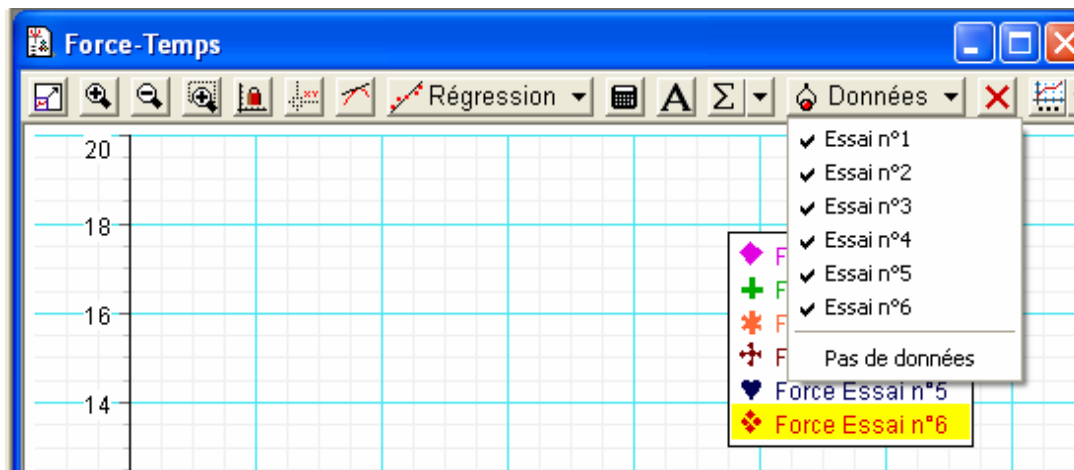 Force-Temps
Régression A Σ Données
20
18
16
14
Essai n°1
Essai n°2
Essai n°3
Essai n°4
Essai n°5
Essai n°6
Pas de données
F
F
F
F
Force Essai n°5
Force Essai n°6